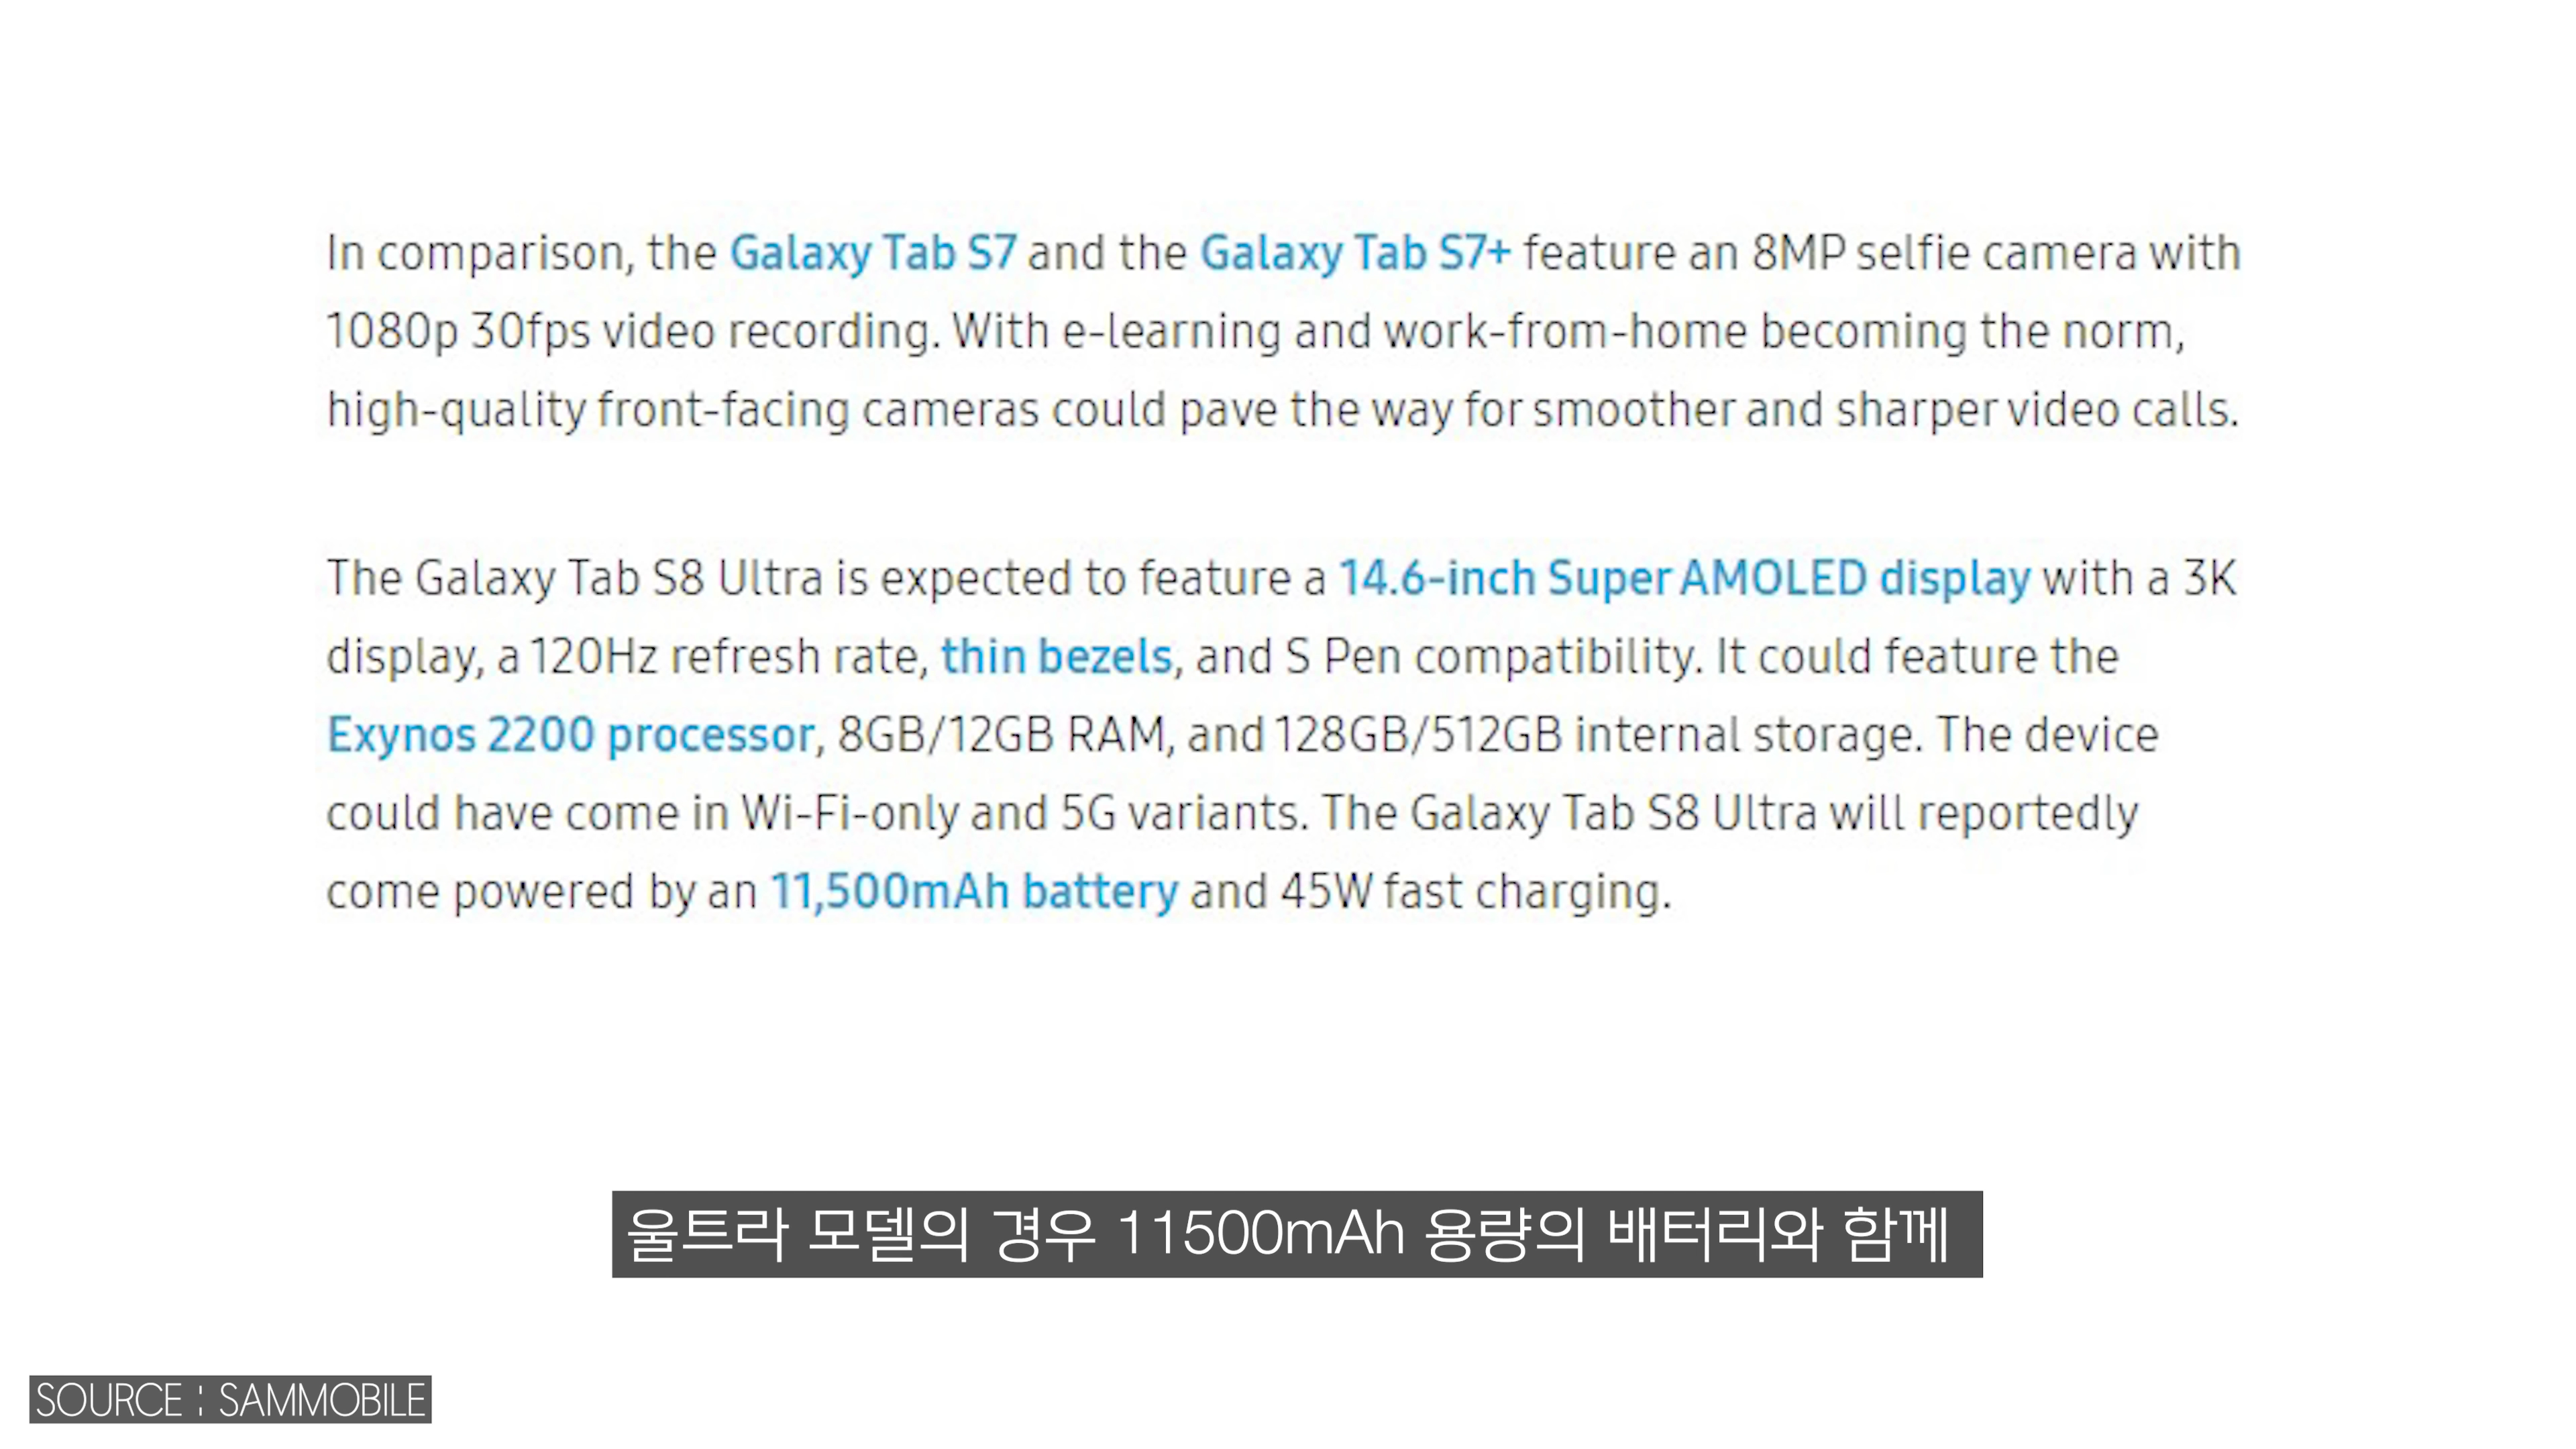 In comparison, the Galaxy Tab S7 and the Galaxy Tab S7+ feature an 8MP selfie camera with
1080p 30fps video recording. With e-learning and work-from-home becoming the norm,
high-quality front-facing cameras could pave the way for smoother and sharper video calls.
The Galaxy Tab S8 Ultra is expected to feature a 14.6-inch Super AMOLED display with a 3K
display, a 120Hz refresh rate, thin bezels, and S Pen compatibility. It could feature the
Exynos 2200 processor, 8GB/12GB RAM, and 128GB/512GB internal storage. The device
could have come in Wi-Fi-only and 5G variants. The Galaxy Tab S8 Ultra will reportedly
come powered by an 11,500mAh battery and 45W fast charging.
울트라 모델의 경우 11500mAh 용량의 배터리와 함께
SOURCE : SAMMOBILE